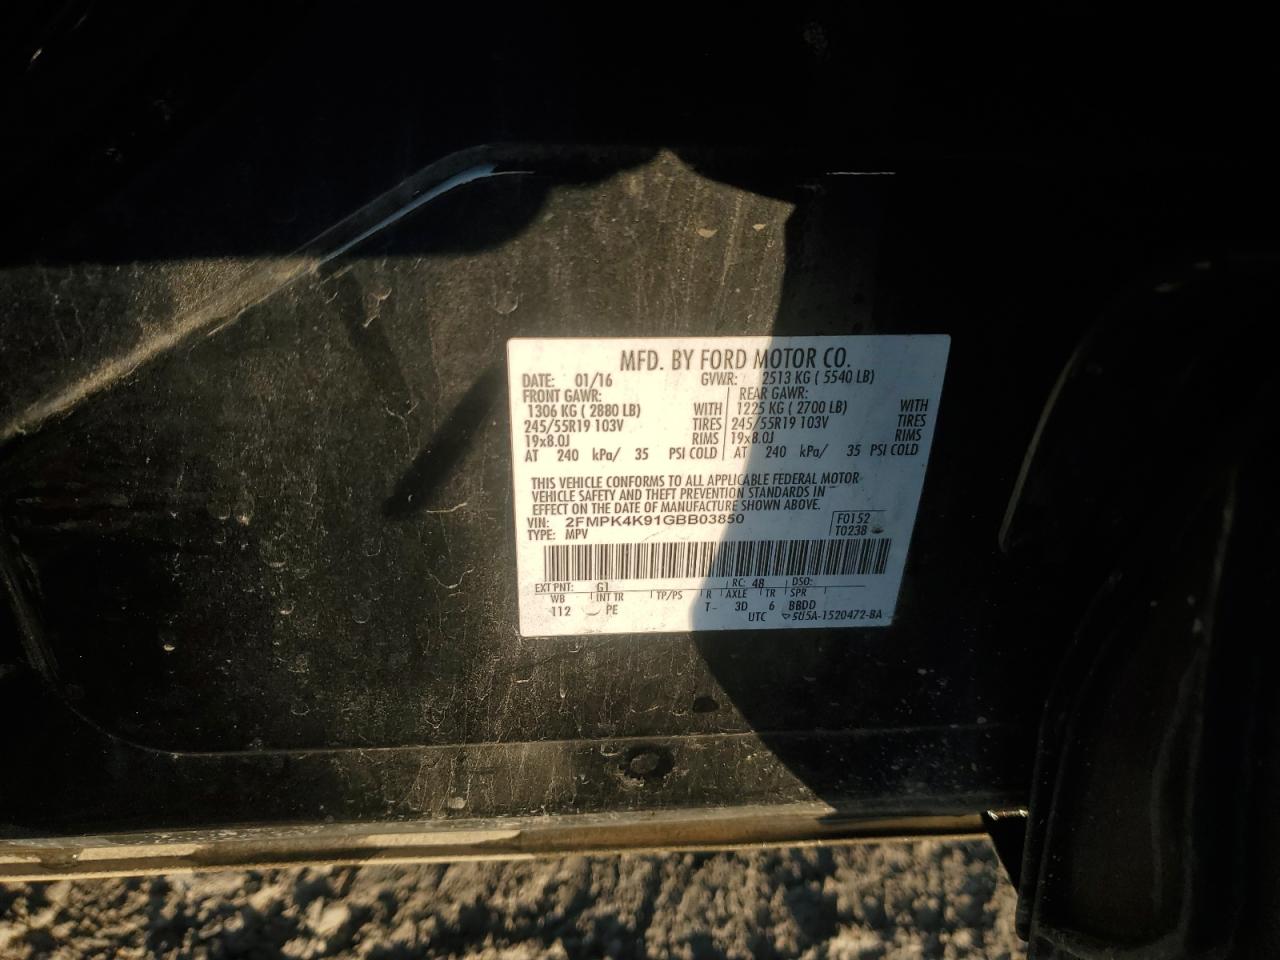 MFD. BY FORD MOTOR CO.
DATE: 01/16 GVWR: 2513 KG ( 5540 LB)
FRONT GAWR: REAR GAWR:
1306 KG ( 2880 LB) WITH 1225 KG ( 2700 LB) WITH
245/55R19 103V TIRES 245/55R19 103V TIRES
19x8.0J RIMS 19x8.0J RIMS
AT 240 kPa/ 35 PSI COLD AT 240 kPa/ 35 PSI COLD
THIS VEHICLE CONFORMS TO ALL APPLICABLE FEDERAL MOTOR
VEHICLE SAFETY AND THEFT PREVENTION STANDARDS IN
EFFECT ON THE DATE OF MANUFACTURE SHOWN ABOVE.
VIN: 2FMPK4K91GBB03850 F0152
TYPE: MPV T0238
EXT PNT: G1 RC: 48 DSO:
WB INT TR TP/PS R AXLE TR SPR
112 PE T- 3D 6 BBDD
UTC 5U5A-1520472-BA